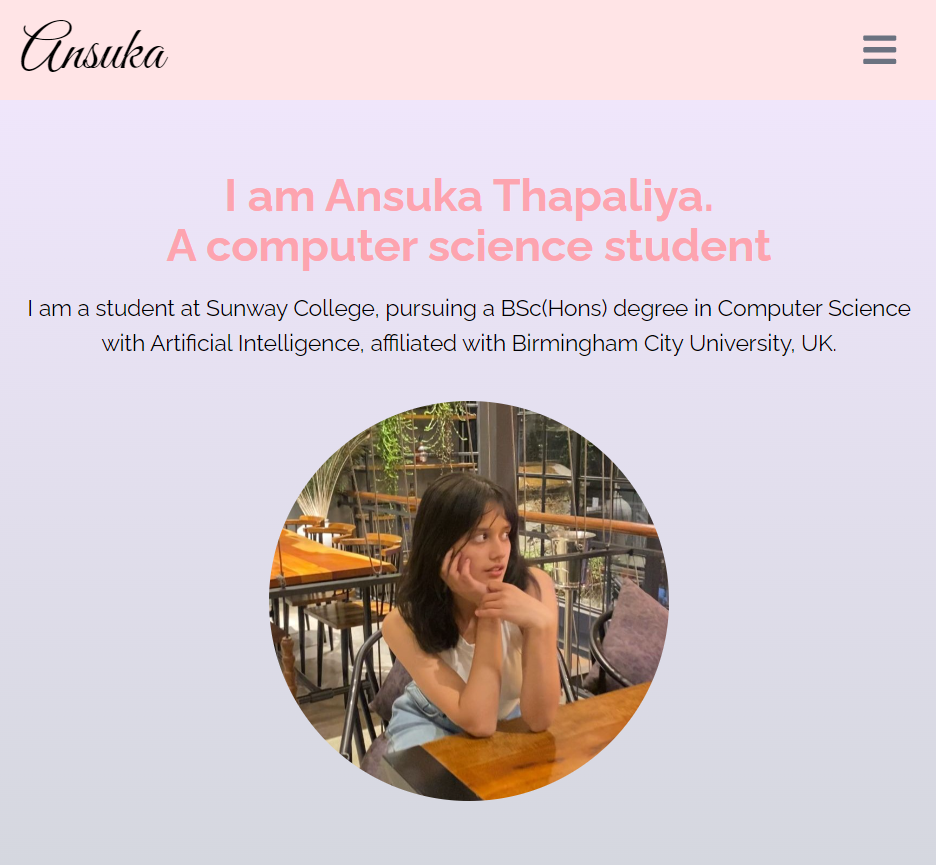 Ansuka
I am Ansuka Thapaliya.
A computer science student
I am a student at Sunway College, pursuing a BSc(Hons) degree in Computer Science
with Artificial Intelligence, affiliated with Birmingham City University, UK.